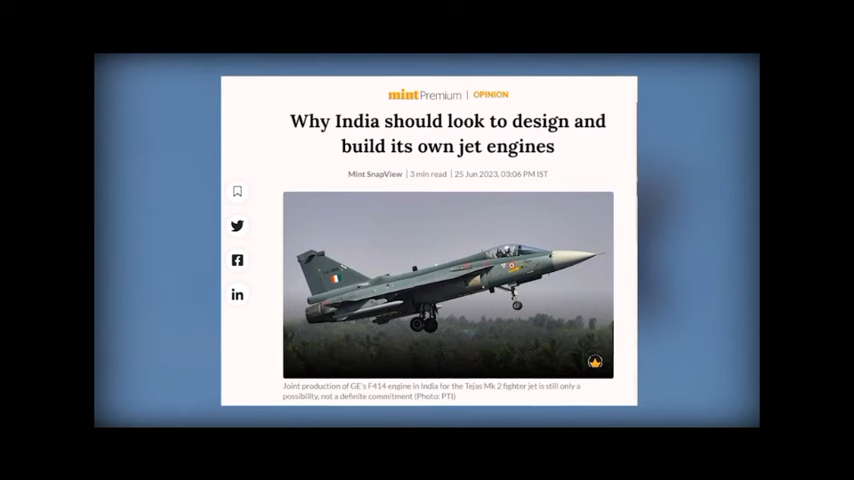 mint Premium | OPINION
Why India should look to design and
build its own jet engines
Mint SnapView | 3 min read | 25 Jun 2023, 03:06 PM IST
Joint production of GE's F414 engine in India for the Tejas Mk 2 fighter jet is still only a
possibility, not a definite commitment (Photo: PTI)